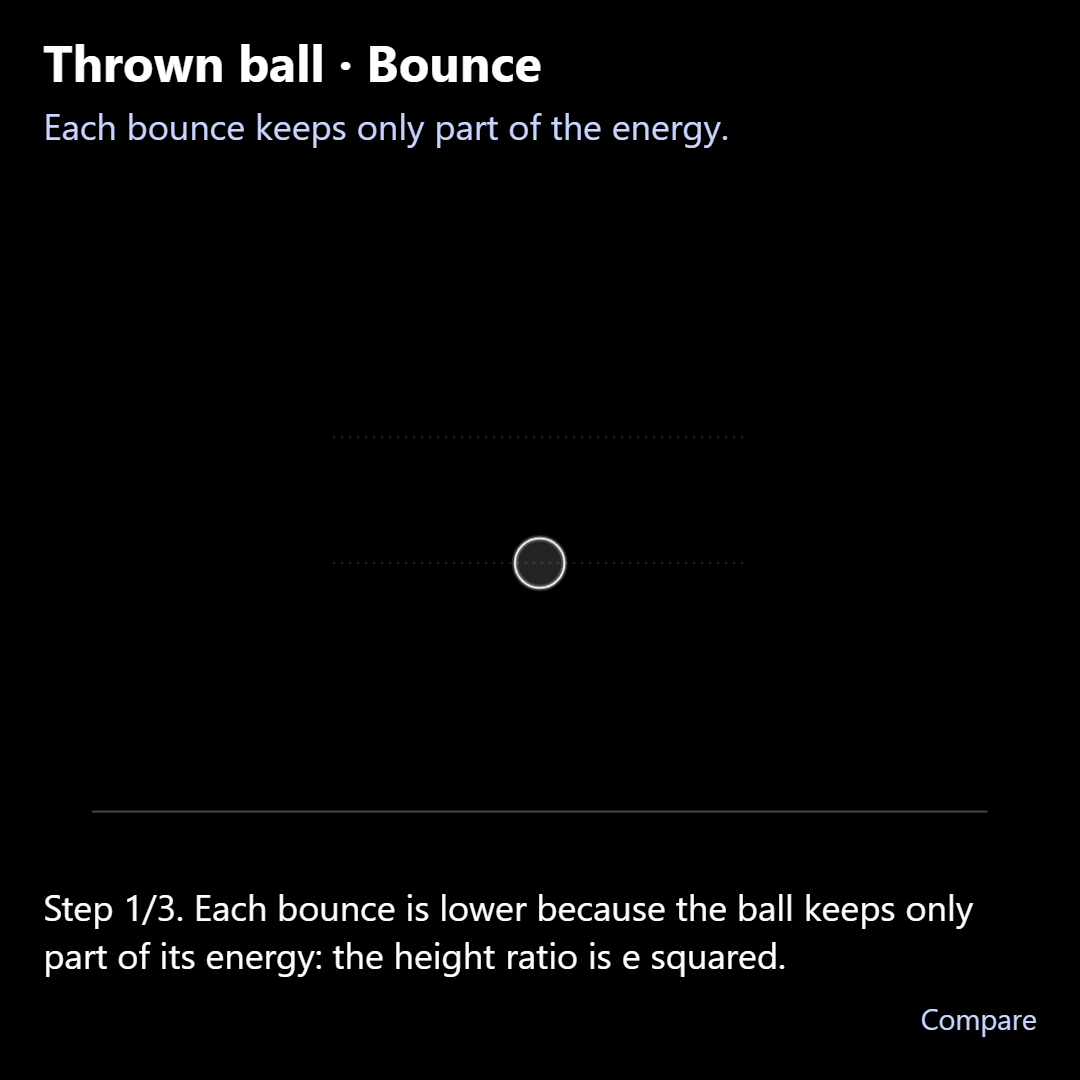 Thrown ball · Bounce
Each bounce keeps only part of the energy.
Step 1/3. Each bounce is lower because the ball keeps only
part of its energy: the height ratio is e squared.
Compare